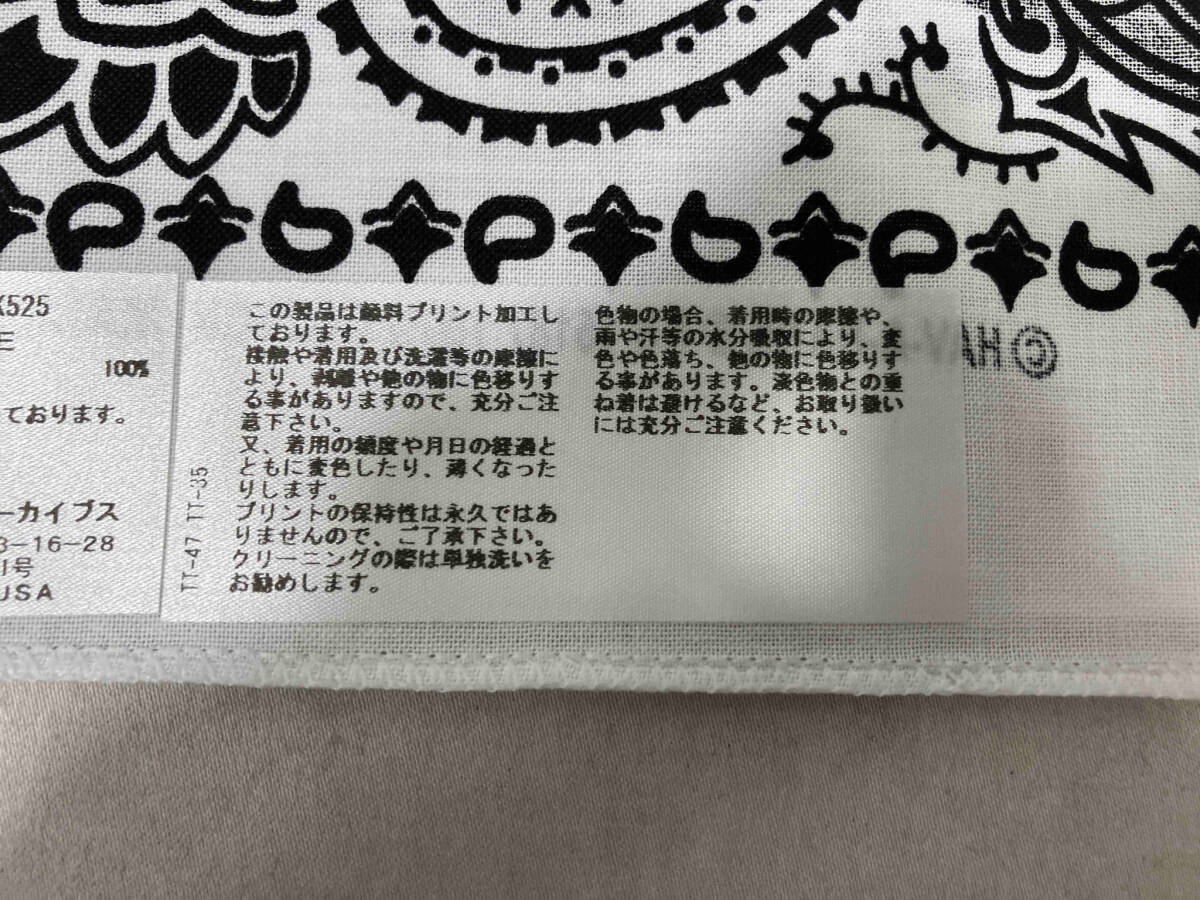 X525
100%
ております。
ーカイブス
3-16-28
1号
USA
TT-47 TT-35
この製品は顔料プリント加工し
ております。
接触や着用及び洗濯等の摩擦に
より、剥離や他の物に色移りす
る事がありますので、充分ご注
意下さい。
又、着用の頻度や月日の経過と
ともに変色したり、薄くなった
りします。
プリントの保持性は永久ではあ
りませんので、ご了承下さい。
クリーニングの際は単独洗いを
お勧めします。
色物の場合、着用時の摩擦や、
雨や汗等の水分吸収により、変
色や色落ち、他の物に色移りす
る事があります。淡色物との重
ね着は避けるなど、お取り扱い
には充分ご注意ください。
HAV-
©